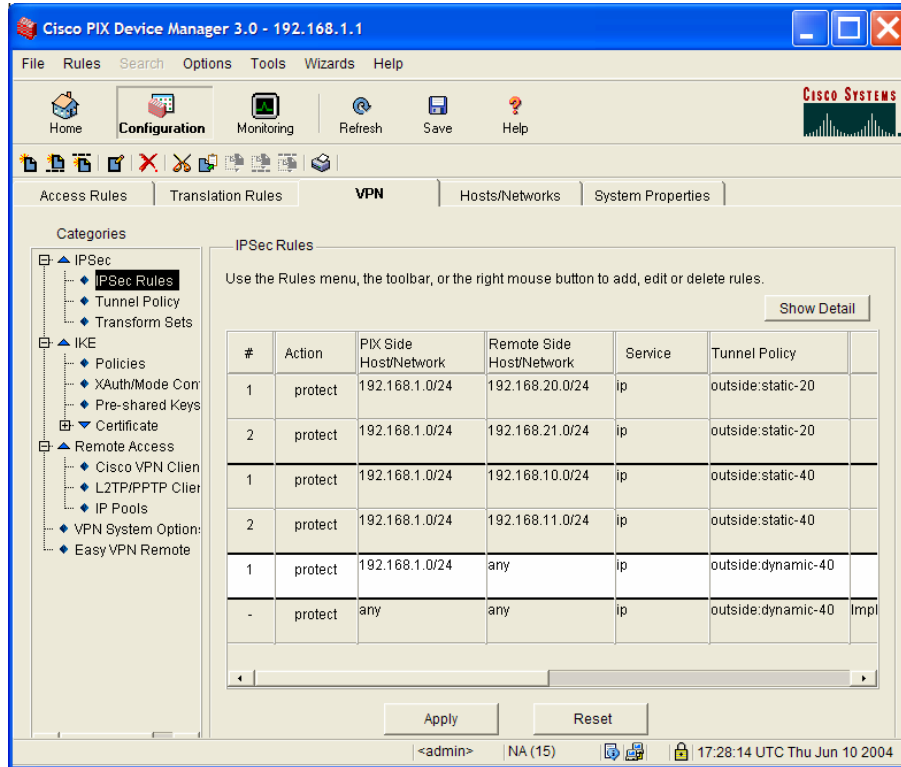 Cisco PIX Device Manager 3.0 - 192.168.1.1
File Rules Search Options Tools Wizards Help
Home Configuration Monitoring Refresh Save Help
CISCO SYSTEMS
Access Rules Translation Rules VPN Hosts/Networks System Properties
Categories
IPSec
IPSec Rules
Tunnel Policy
Transform Sets
IKE
Policies
XAuth/Mode Con
Pre-shared Keys
Certificate
Remote Access
Cisco VPN Clien
L2TP/PPTP Clier
IP Pools
VPN System Option:
Easy VPN Remote
IPSec Rules
Use the Rules menu, the toolbar, or the right mouse button to add, edit or delete rules.
Show Detail
# Action PIX Side Host/Network Remote Side Host/Network Service Tunnel Policy
1 protect 192.168.1.0/24 192.168.20.0/24 ip outside:static-20
2 protect 192.168.1.0/24 192.168.21.0/24 ip outside:static-20
1 protect 192.168.1.0/24 192.168.10.0/24 ip outside:static-40
2 protect 192.168.1.0/24 192.168.11.0/24 ip outside:static-40
1 protect 192.168.1.0/24 any ip outside:dynamic-40
- protect any any ip outside:dynamic-40 Impl
Apply Reset
<admin> NA (15) 17:28:14 UTC Thu Jun 10 2004